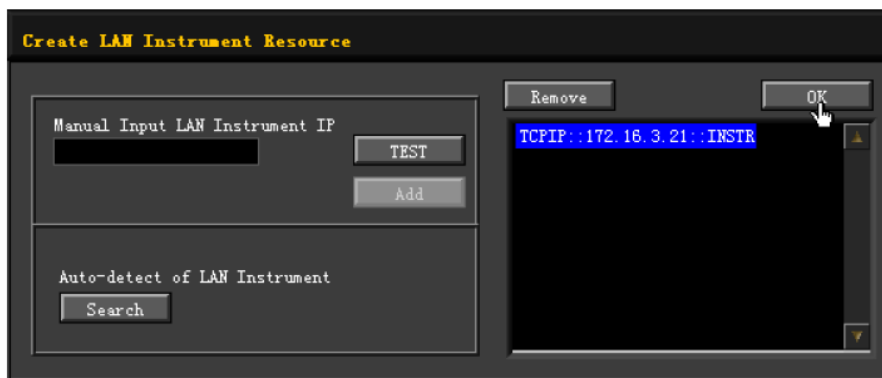 Create LAN Instrument Resource
Manual Input LAN Instrument IP
TEST
Add
Auto-detect of LAN Instrument
Search
Remove
OK
TCPIP::172.16.3.21::INSTR